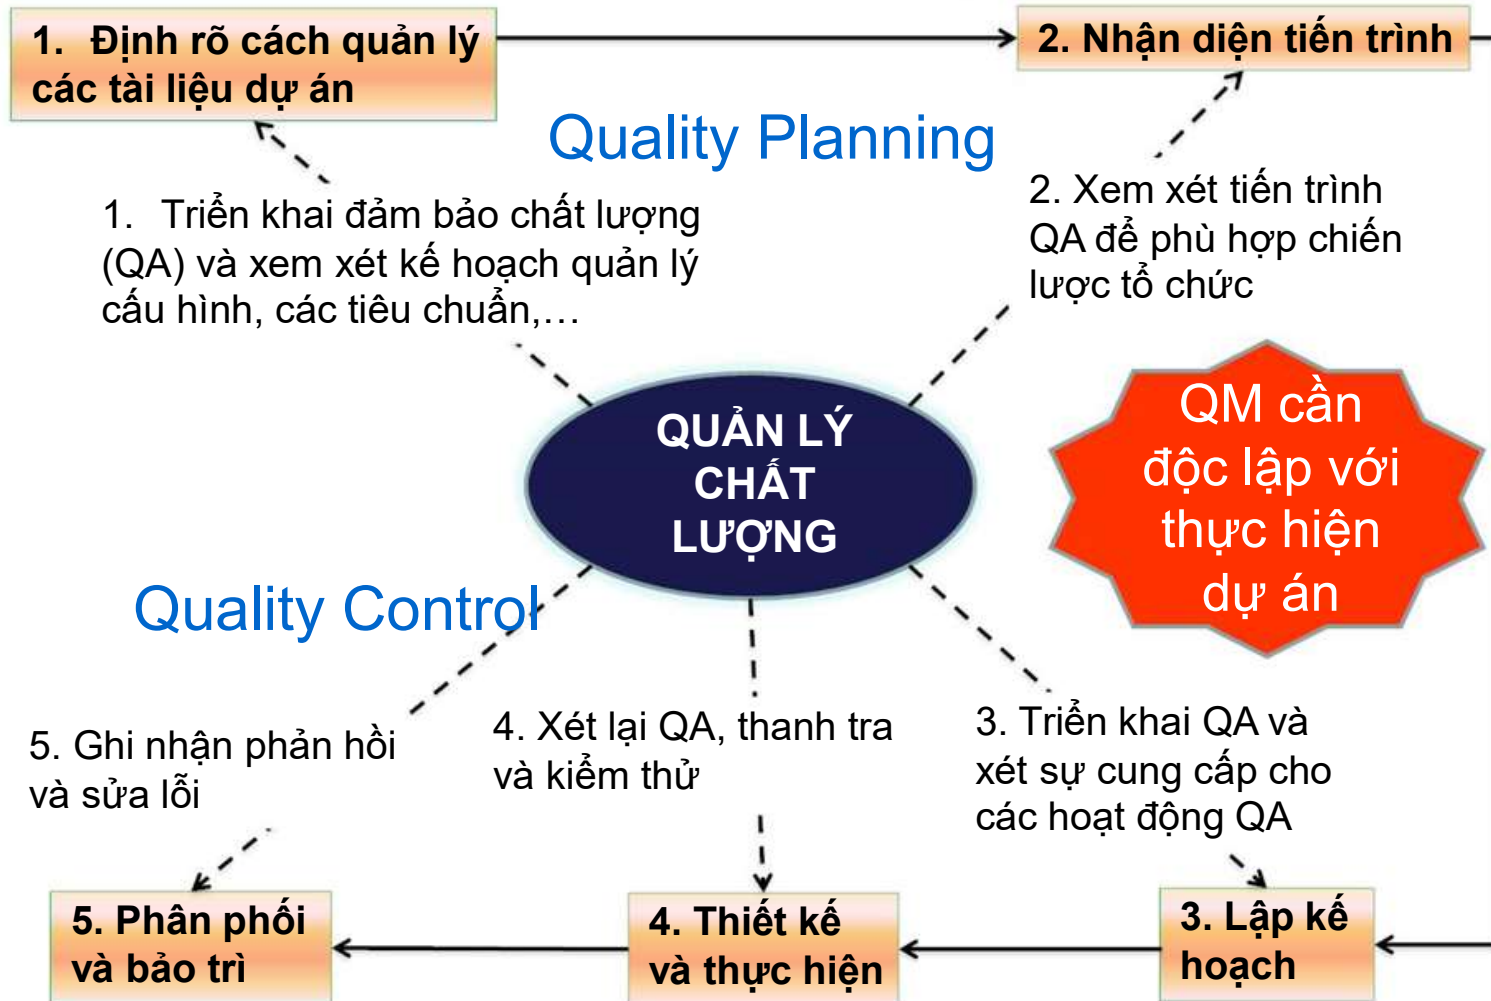 1. Định rõ cách quản lý
các tài liệu dự án
2. Nhận diện tiến trình
Quality Planning
1. Triển khai đảm bảo chất lượng
(QA) và xem xét kế hoạch quản lý
cấu hình, các tiêu chuẩn,…
2. Xem xét tiến trình
QA để phù hợp chiến
lược tổ chức
QUẢN LÝ
CHẤT
LƯỢNG
QM cần
độc lập với
thực hiện
dự án
Quality Control
5. Ghi nhận phản hồi
và sửa lỗi
4. Xét lại QA, thanh tra
và kiểm thử
3. Triển khai QA và
xét sự cung cấp cho
các hoạt động QA
5. Phân phối
và bảo trì
4. Thiết kế
và thực hiện
3. Lập kế
hoạch